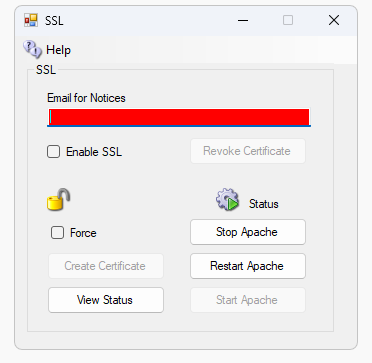 SSL
Help
SSL
Email for Notices
Enable SSL
Revoke Certificate
Status
Force
Stop Apache
Create Certificate
Restart Apache
View Status
Start Apache